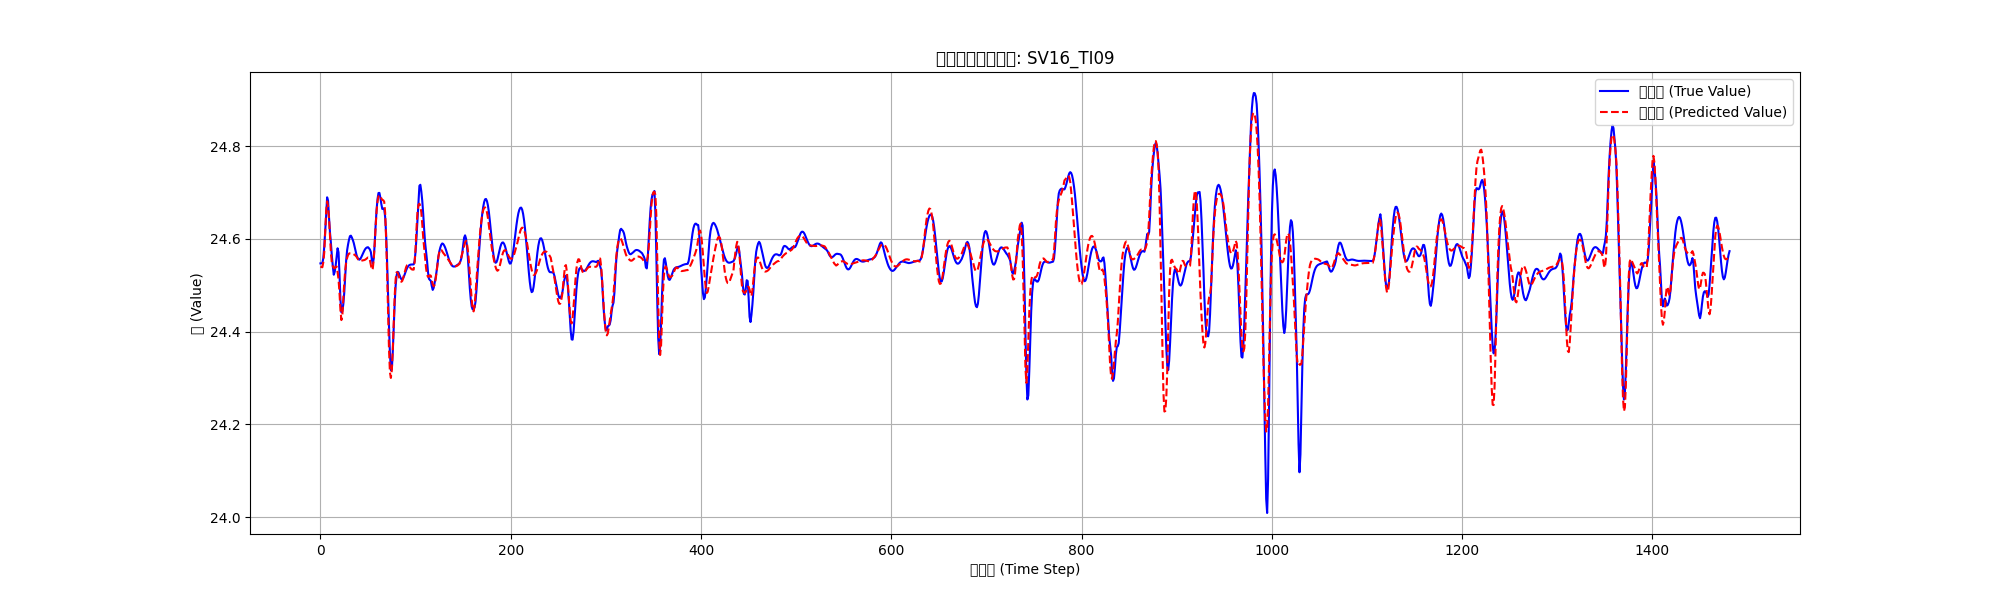 : SV16_TI09
(True Value)
(Predicted Value)
24.8
24.6
24.4
24.2
24.0
(Value)
0 200 400 600 800 1000 1200 1400
(Time Step)